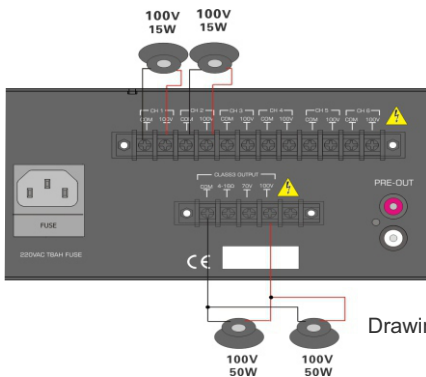 100V 100V
15W 15W
CH 1 CH 2 CH 3 CH 4 CH 5 CH 6
COM 100V COM 100V COM 100V COM 100V COM 100V COM 100V
CLASS2 OUTPUT
COM 4-16Ω 70V 100V
PRE-OUT
FUSE
220VAC T8AH FUSE
CE
Drawin
100V 100V
50W 50W